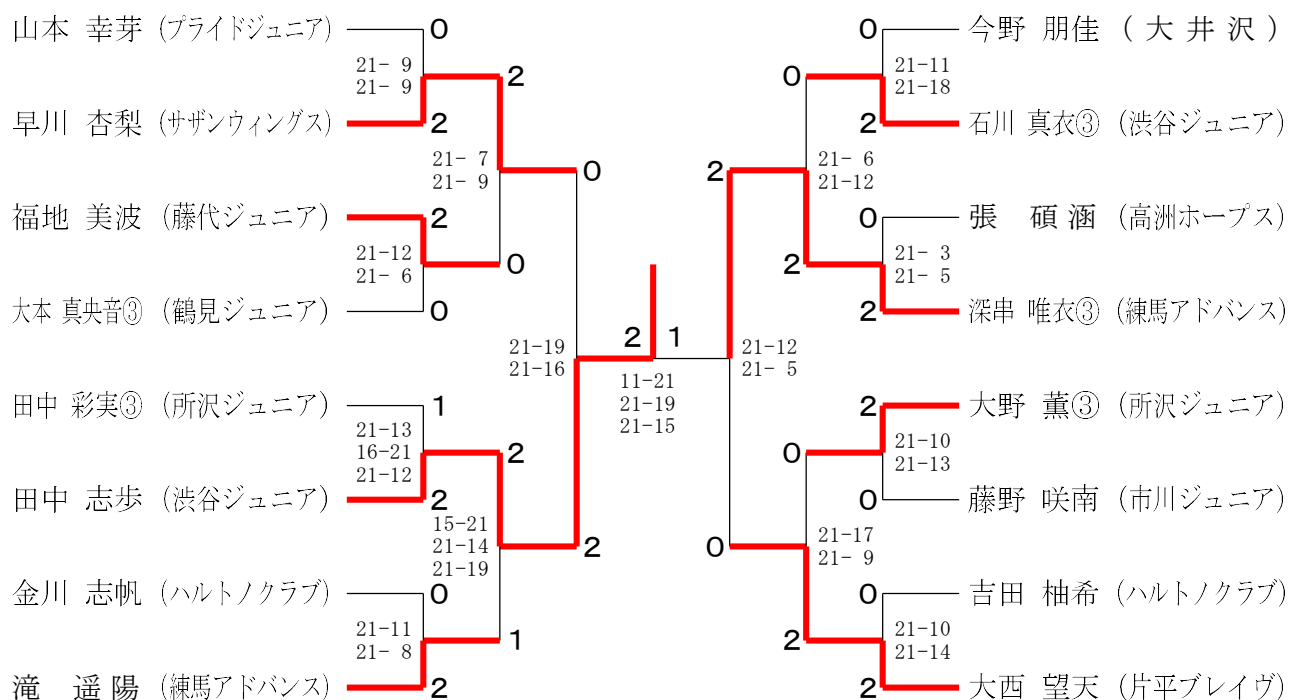 山本 幸芽 (プライドジュニア) 0
21- 9
21- 9
2
早川 杏梨 (サザンウィングス) 2
21- 7
21- 9
0
福地 美波 (藤代ジュニア) 2
21-12
21- 6
0
大本 真央音③ (鶴見ジュニア) 0
21-19
21-16
田中 彩実③ (所沢ジュニア) 1
21-13
16-21
21-12
2
田中 志歩 (渋谷ジュニア) 2
15-21
21-14
21-19
2
金川 志帆 (ハルトノクラブ) 0
21-11
21- 8
1
滝 遥陽 (練馬アドバンス) 2
2 1
11-21
21-19
21-15
0 今野 朋佳 (大井沢)
0
21-11
21-18
2 石川 真衣③ (渋谷ジュニア)
2
21- 6
21-12
0 張 碩涵 (高洲ホープス)
2
21- 3
21- 5
2 深串 唯衣③ (練馬アドバンス)
21-12
21- 5
2 大野 薫③ (所沢ジュニア)
0
21-10
21-13
0 藤野 咲南 (市川ジュニア)
0
21-17
21- 9
0 吉田 柚希 (ハルトノクラブ)
2
21-10
21-14
2 大西 望天 (片平ブレイヴ)